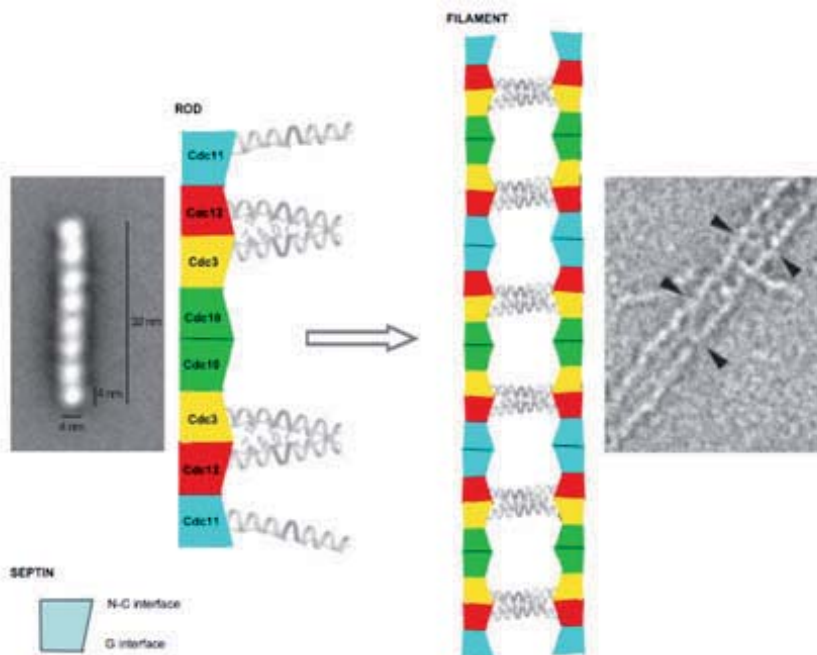 FILAMENT
ROD
Cdc11
Cdc12
Cdc3
Cdc10
Cdc10
Cdc3
Cdc12
Cdc11
32 nm
4 nm
4 nm
SEPTIN
N-C interface
G interface